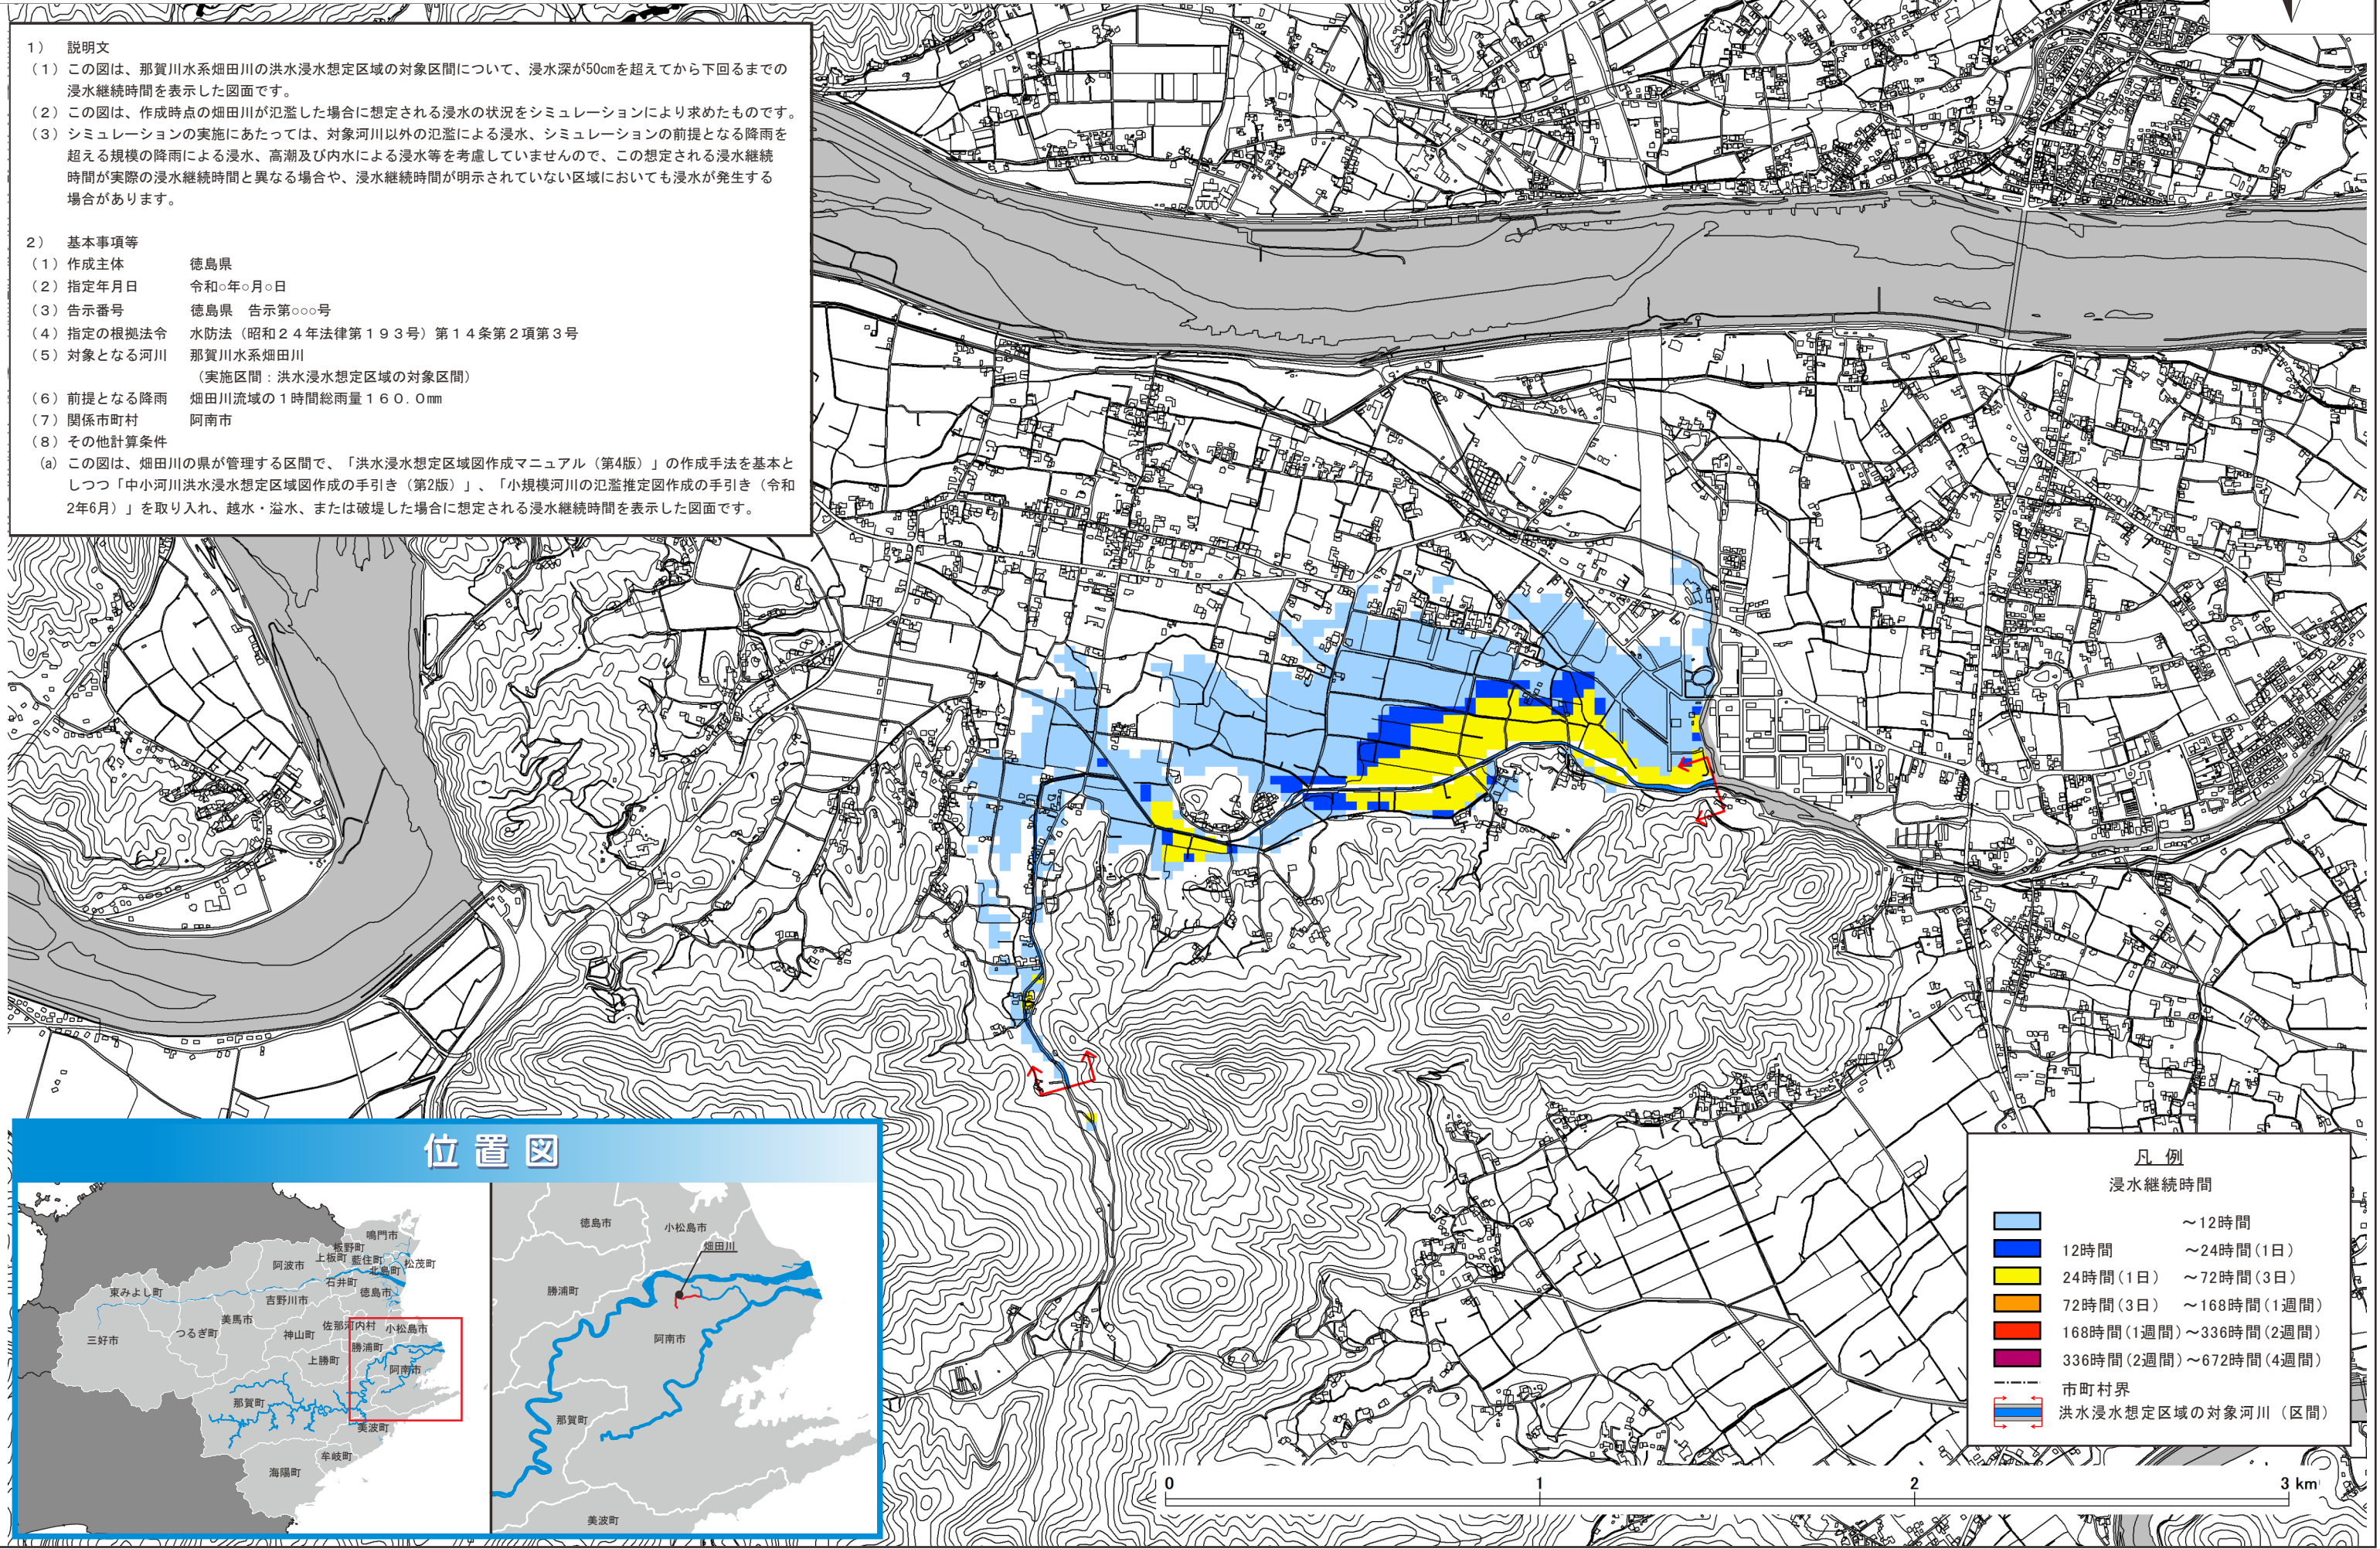 1） 説明文
（1）この図は、那賀川水系畑田川の洪水浸水想定区域の対象区間について、浸水深が50cmを超えてから下回るまでの
浸水継続時間を表示した図面です。
（2）この図は、作成時点の畑田川が氾濫した場合に想定される浸水の状況をシミュレーションにより求めたものです。
（3）シミュレーションの実施にあたっては、対象河川以外の氾濫による浸水、シミュレーションの前提となる降雨を
超える規模の降雨による浸水、高潮及び内水による浸水等を考慮していませんので、この想定される浸水継続
時間が実際の浸水継続時間と異なる場合や、浸水継続時間が明示されていない区域においても浸水が発生する
場合があります。
2） 基本事項等
（1）作成主体 徳島県
（2）指定年月日 令和○年○月○日
（3）告示番号 徳島県 告示第○○○号
（4）指定の根拠法令 水防法（昭和２４年法律第１９３号）第１４条第２項第３号
（5）対象となる河川 那賀川水系畑田川
（実施区間：洪水浸水想定区域の対象区間）
（6）前提となる降雨 畑田川流域の１時間総雨量１６０.０㎜
（7）関係市町村 阿南市
（8）その他計算条件
(a) この図は、畑田川の県が管理する区間で、「洪水浸水想定区域図作成マニュアル（第4版）」の作成手法を基本と
しつつ「中小河川洪水浸水想定区域図作成の手引き（第2版）」、「小規模河川の氾濫推定図作成の手引き（令和
2年6月）」を取り入れ、越水・溢水、または破堤した場合に想定される浸水継続時間を表示した図面です。
位置図
鳴門市
板野町
上板町
藍住町
松茂町
北島町
阿波市
石井町
徳島市
東みよし町
吉野川市
美馬市
つるぎ町
佐那河内村
小松島市
三好市
神山町
勝浦町
上勝町
阿南市
那賀町
美波町
牟岐町
海陽町
徳島市
小松島市
畑田川
勝浦町
阿南市
那賀町
美波町
凡 例
浸水継続時間
～12時間
12時間 ～24時間(1日)
24時間(1日) ～72時間(3日)
72時間(3日) ～168時間(1週間)
168時間(1週間)～336時間(2週間)
336時間(2週間)～672時間(4週間)
市町村界
洪水浸水想定区域の対象河川（区間）
0 1 2 3 km